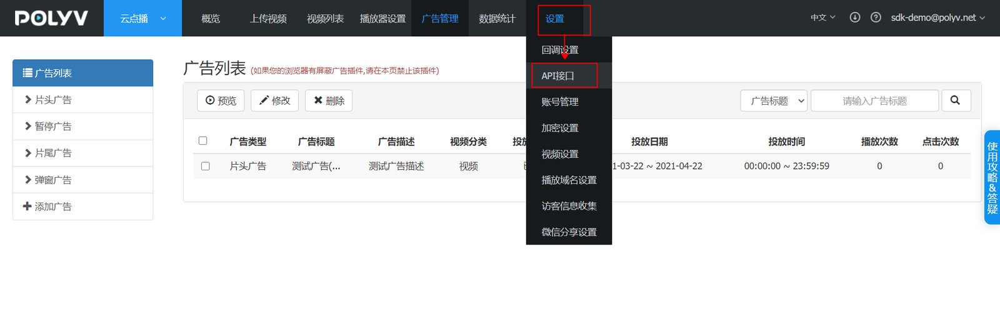 POLYV 云点播 概览 上传视频 视频列表 播放器设置 广告管理 数据统计 设置 中文 sdk-demo@polyv.net
回调设置
API接口
账号管理
加密设置
视频设置
播放域名设置
访客信息收集
微信分享设置
广告列表
片头广告
暂停广告
片尾广告
弹窗广告
添加广告
广告列表 (如果您的浏览器有屏蔽广告插件,请在本页禁止该插件)
预览 修改 删除 广告标题 请输入广告标题
广告类型 广告标题 广告描述 视频分类 投放日期 投放时间 播放次数 点击次数
片头广告 测试广告(... 测试广告描述 视频 1-03-22 ~ 2021-04-22 00:00:00 ~ 23:59:59 0 0
使用攻略&答疑